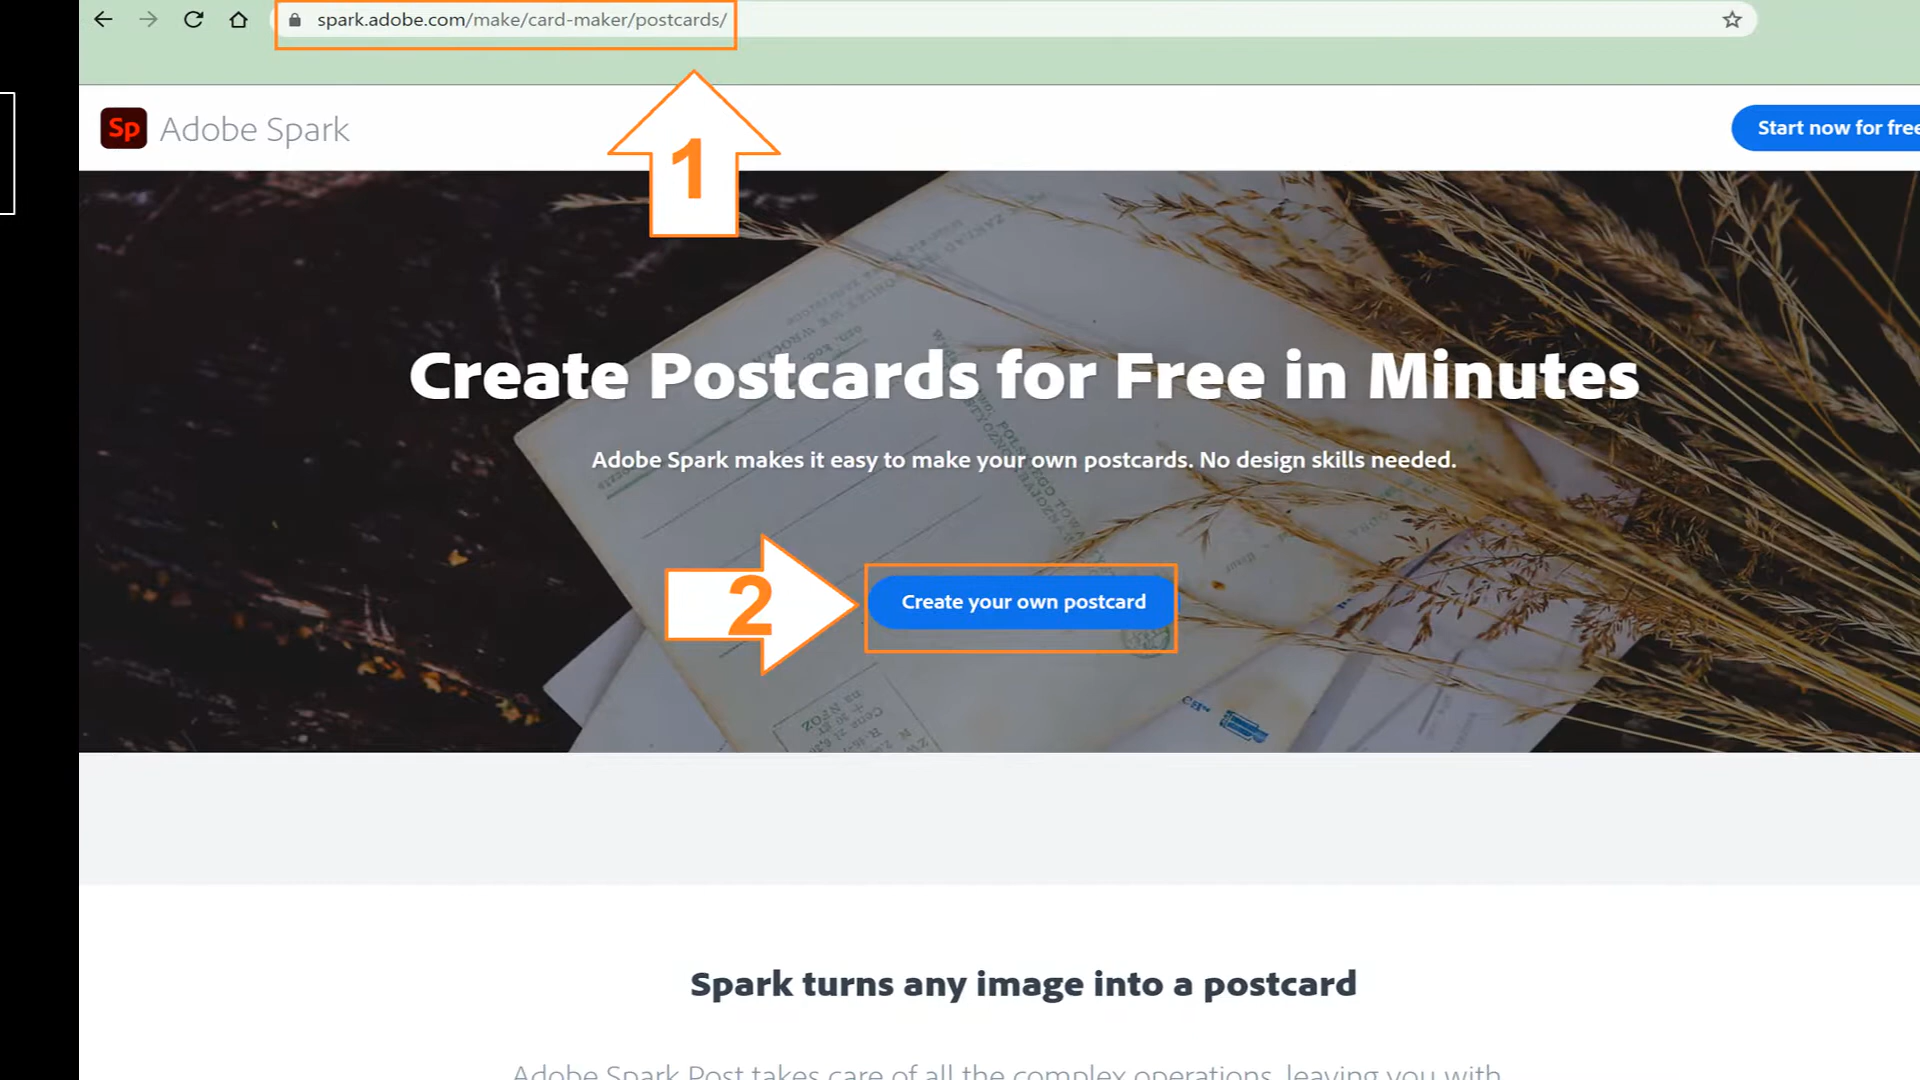 spark.adobe.com/make/card-maker/postcards/
Sp Adobe Spark
Start now for free
1
Create Postcards for Free in Minutes
Adobe Spark makes it easy to make your own postcards. No design skills needed.
2
Create your own postcard
Spark turns any image into a postcard
Adobe Spark Post takes care of all the complex operations, leaving you with